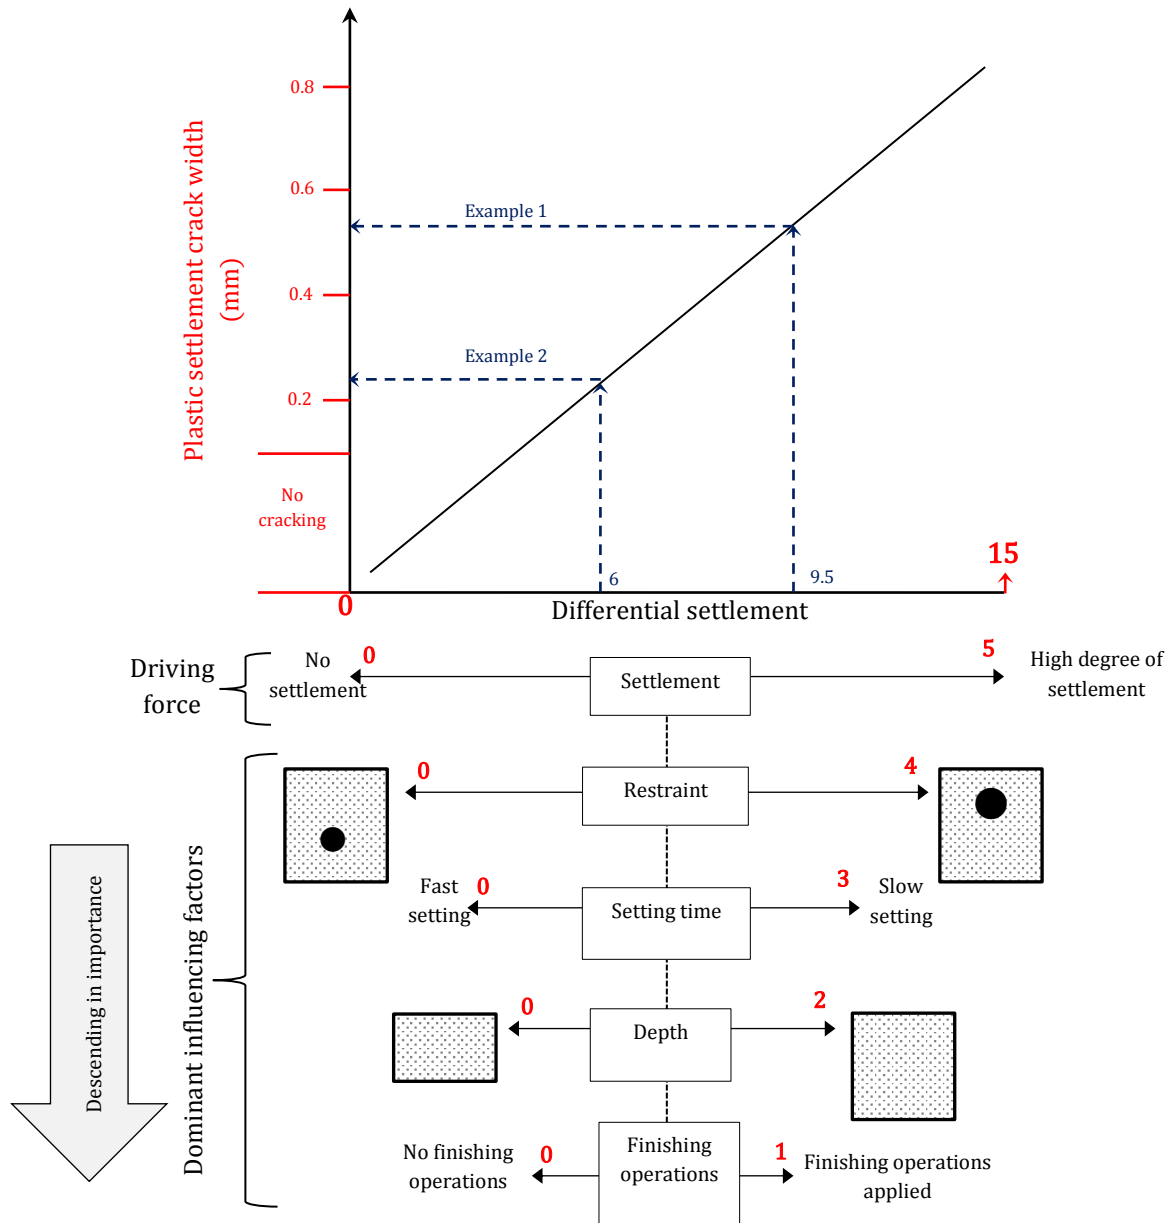 0.8
0.6
0.4
0.2
Plastic settlement crack width
(mm)
Example 1
Example 2
No
cracking
6
9.5
15
0
Differential settlement
Driving
force
No
settlement
0
Settlement
5
High degree of
settlement
Descending in importance
Dominant influencing factors
0
Restraint
4
Fast
setting
0
Setting time
3
Slow
setting
0
Depth
2
No finishing
operations
0
Finishing
operations
1
Finishing operations
applied